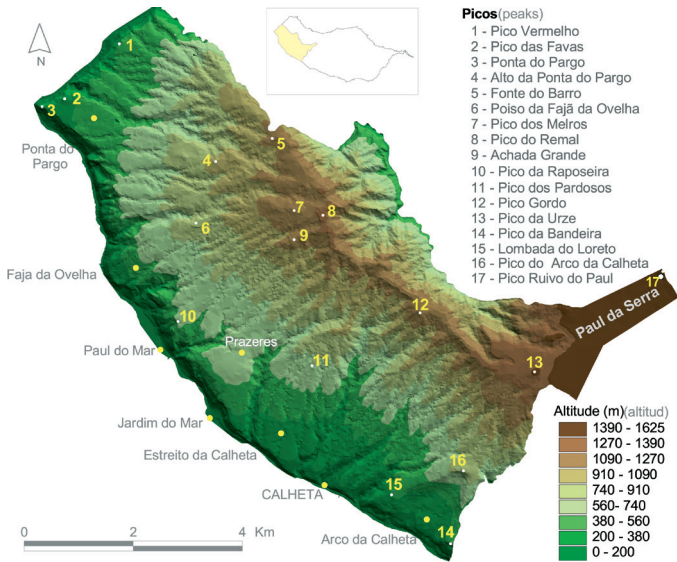 Picos (peaks)
1 - Pico Vermelho
2 - Pico das Favas
3 - Ponta do Pargo
4 - Alto da Ponta do Pargo
5 - Fonte do Barro
6 - Poiso da Fajã da Ovelha
7 - Pico dos Melros
8 - Pico do Remal
9 - Achada Grande
10 - Pico da Raposeira
11 - Pico dos Pardosos
12 - Pico Gordo
13 - Pico da Urze
14 - Pico da Bandeira
15 - Lombada do Loreto
16 - Pico do Arco da Calheta
17 - Pico Ruivo do Paul
N
1
2
3
Ponta do
Pargo
4
5
6
7
8
9
Faja da Ovelha
10
Paul do Mar
Prazeres
11
12
13
Paul da Serra
17
Jardim do Mar
Estreito da Calheta
CALHETA
15
16
Arco da Calheta
14
0 2 4 Km
Altitude (m) (altitud)
1390 - 1625
1270 - 1390
1090 - 1270
910 - 1090
740 - 910
560 - 740
380 - 560
200 - 380
0 - 200